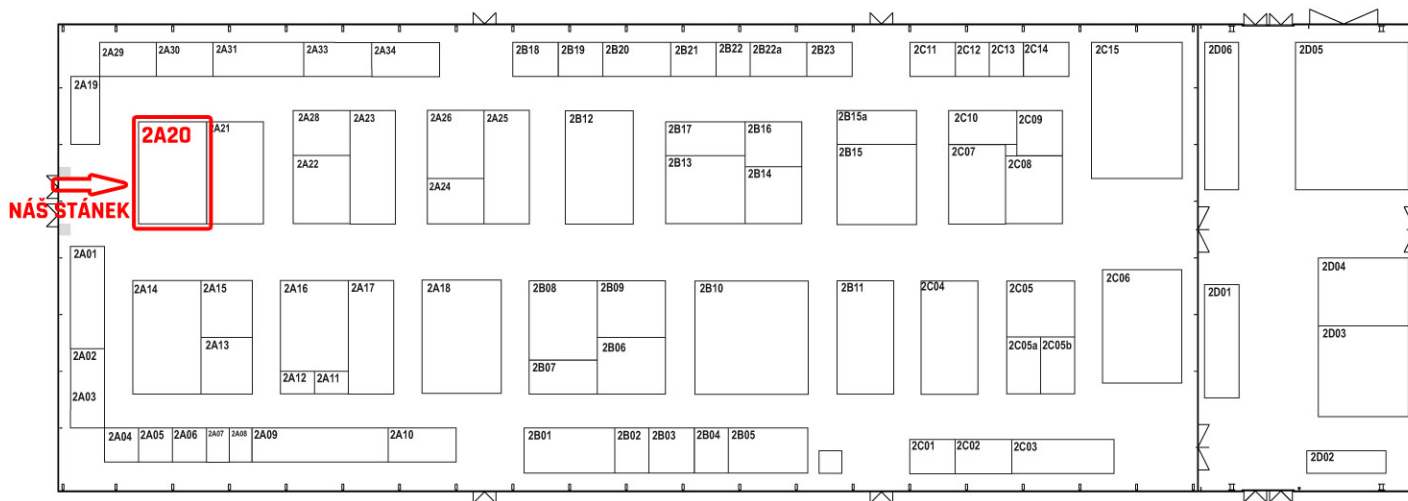 2A29 2A30 2A31 2A33 2A34 2B18 2B19 2B20 2B21 2B22 2B22a 2B23 2C11 2C12 2C13 2C14 2C15 2D06 2D05
2A19
2A20 2A21 2A28 2A23 2A26 2A25 2B12 2B17 2B16 2B15a 2C10 2C09
2A22 2B13 2B15 2C07 2C08
2A24 2B14
NÁŠ STÁNEK
2A01 2D04
2A14 2A15 2A16 2A17 2A18 2B08 2B09 2B10 2B11 2C04 2C05 2C06 2D01
2D03
2A02 2A13 2B06 2C05a 2C05b
2B07
2A12 2A11
2A03
2A04 2A05 2A06 2A07 2A08 2A09 2A10 2B01 2B02 2B03 2B04 2B05 2C01 2C02 2C03
2D02